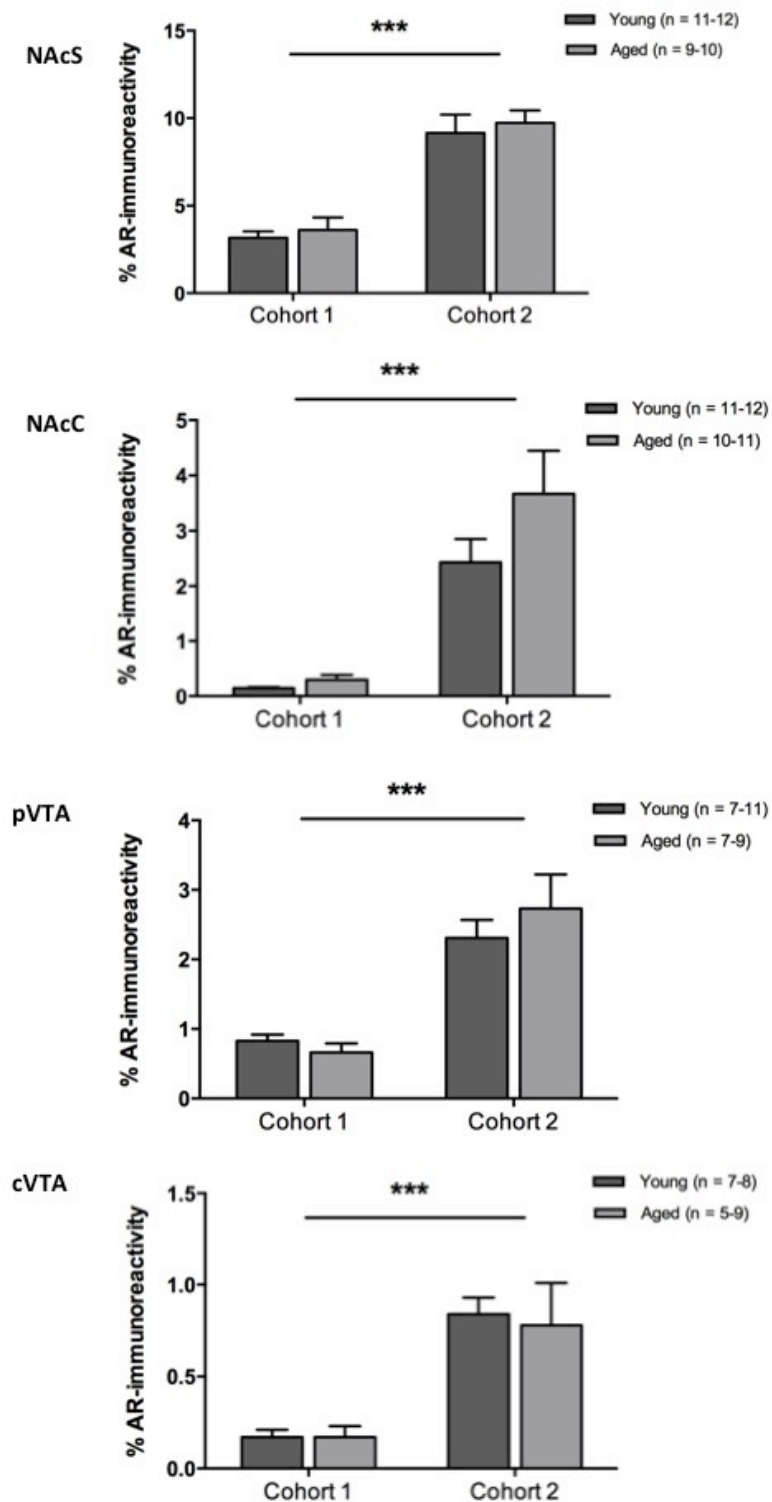 NAcS
% AR-immunoreactivity
15
10
5
0
***
Young (n = 11-12)
Aged (n = 9-10)
Cohort 1
Cohort 2
NAcC
% AR-immunoreactivity
5
4
3
2
1
0
***
Young (n = 11-12)
Aged (n = 10-11)
Cohort 1
Cohort 2
pVTA
% AR-immunoreactivity
4
3
2
1
0
***
Young (n = 7-11)
Aged (n = 7-9)
Cohort 1
Cohort 2
cVTA
% AR-immunoreactivity
1.5
1.0
0.5
0.0
***
Young (n = 7-8)
Aged (n = 5-9)
Cohort 1
Cohort 2